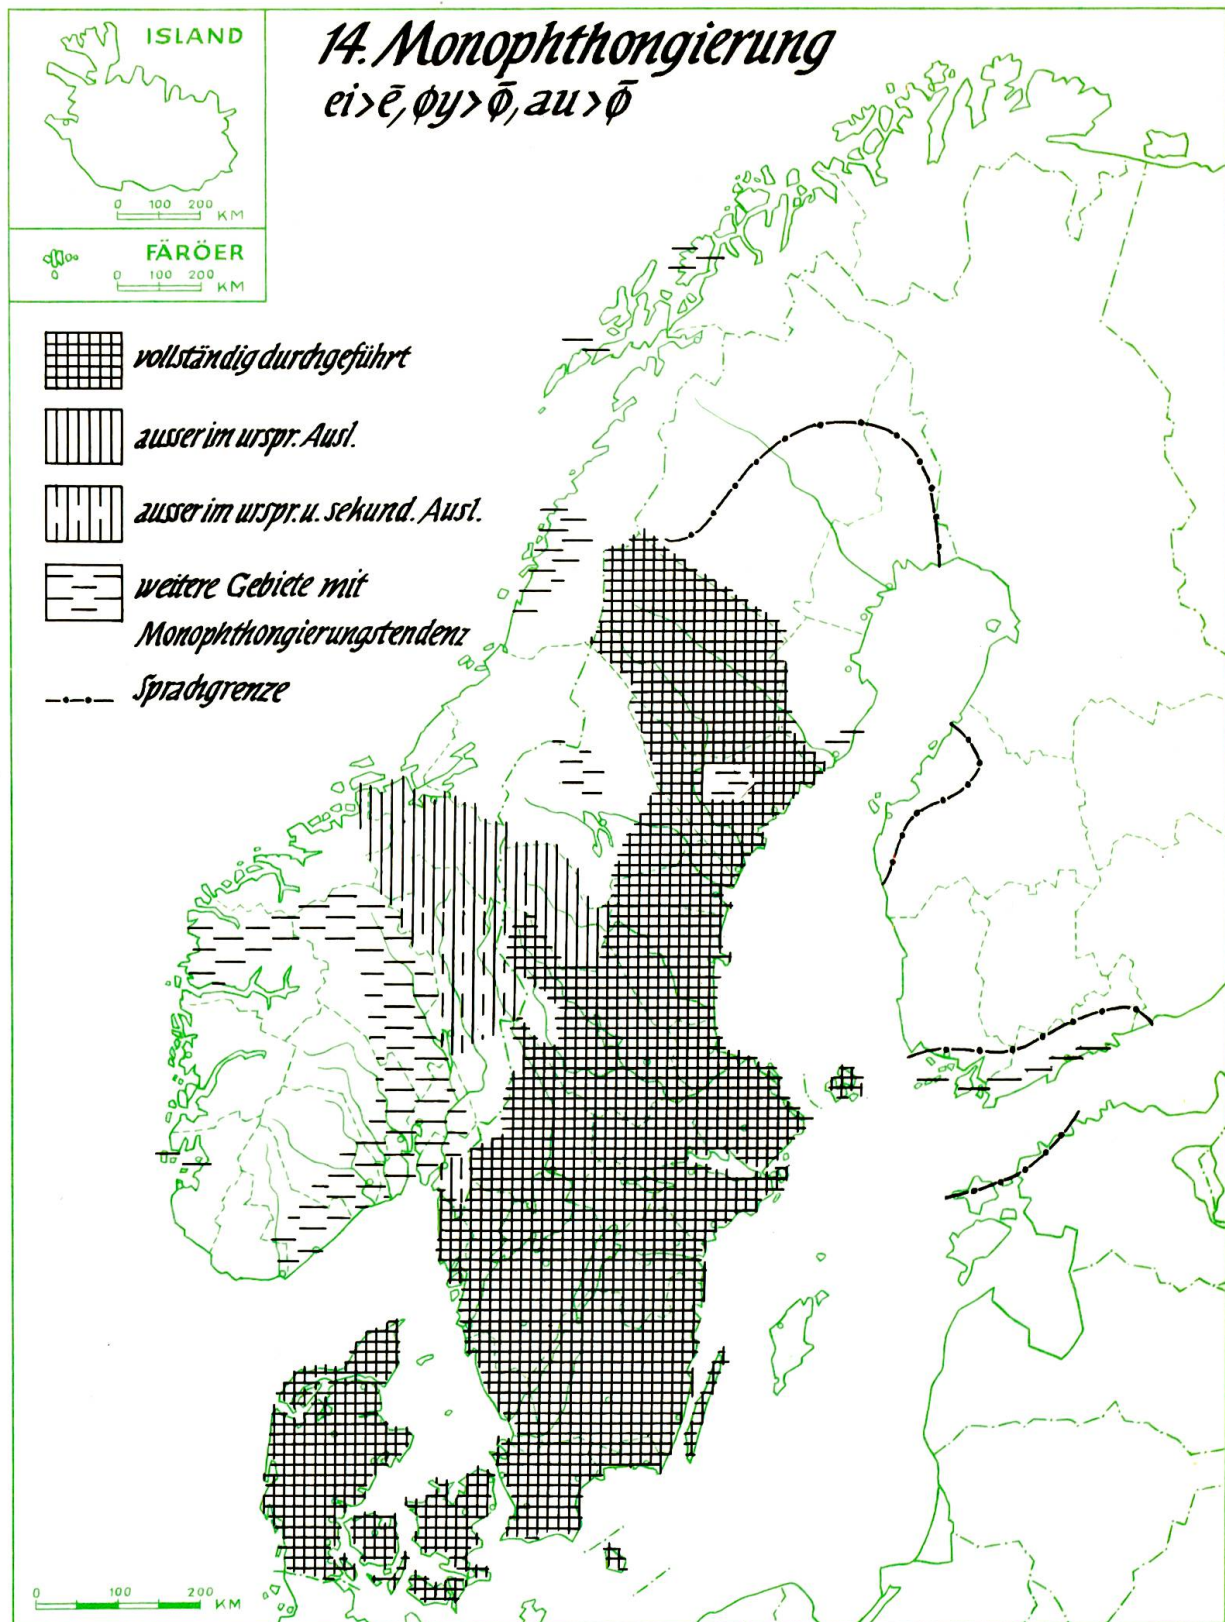 ISLAND
0 100 200
KM
FÄRÖER
0 100 200
KM
14. Monophthongierung
ei>ē, øy>ø̄, au>ø̄
vollständig durchgeführt
ausser im urspr. Ausl.
ausser im urspr. u. sekund. Ausl.
weitere Gebiete mit
Monophthongierungstendenz
Sprachgrenze
0 100 200
KM